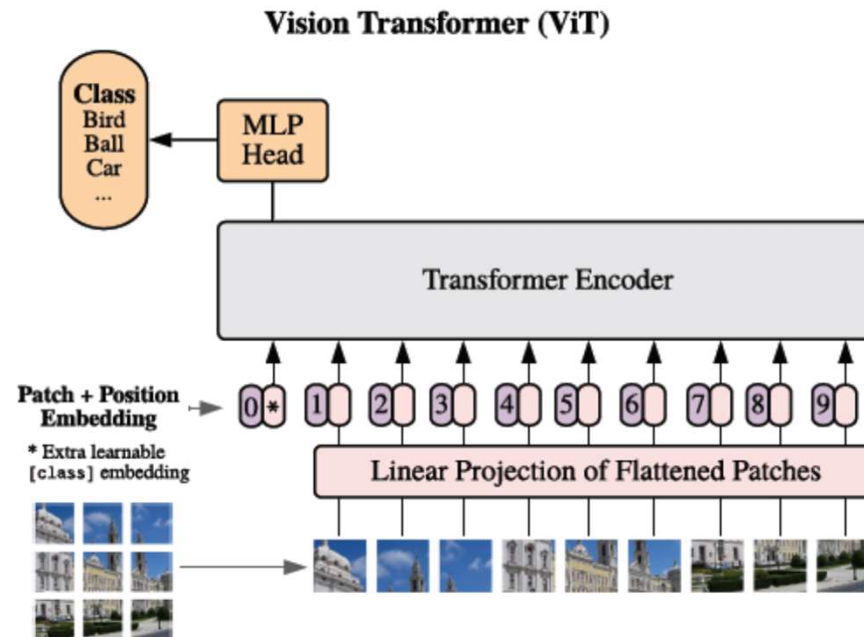 Vision Transformer (ViT)
Class
Bird
Ball
Car
...
MLP
Head
Transformer Encoder
Patch + Position
Embedding
0 * 1 2 3 4 5 6 7 8 9
* Extra learnable
[class] embedding
Linear Projection of Flattened Patches